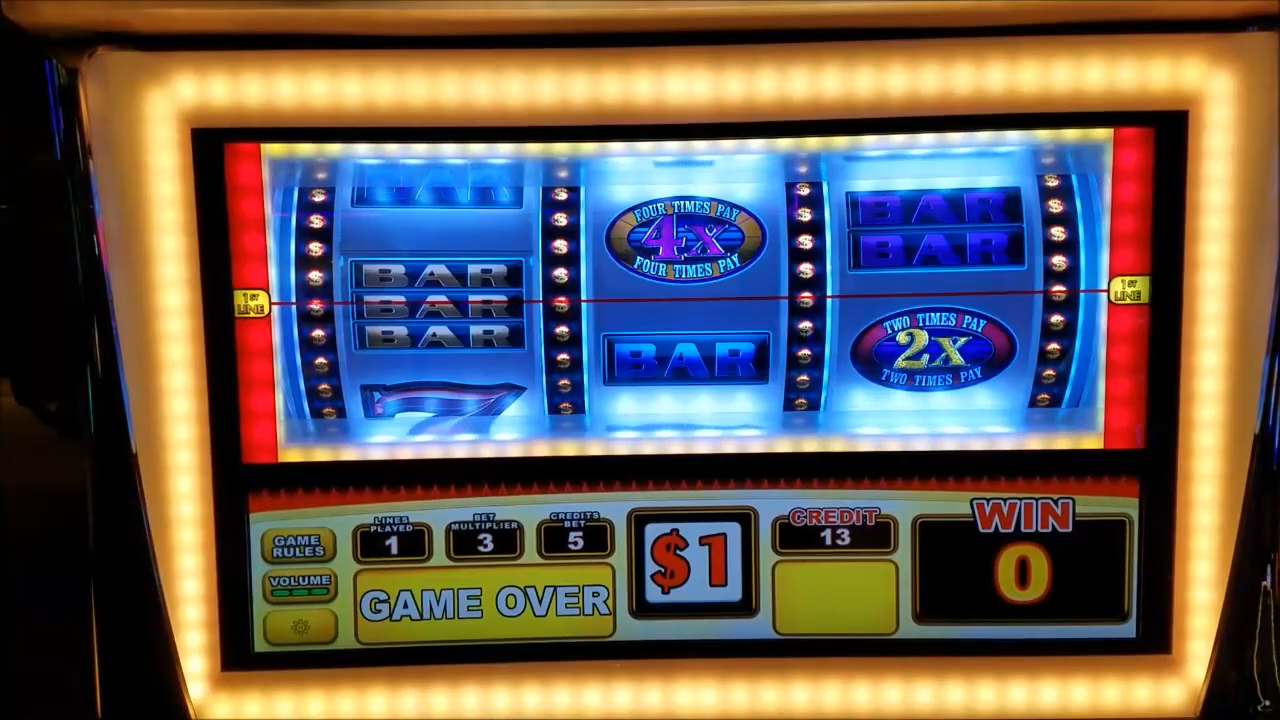 BAR
FOUR TIMES PAY
4x
FOUR TIMES PAY
BAR
BAR
1ST
LINE
BAR
BAR
BAR
1ST
LINE
BAR
TWO TIMES PAY
2x
TWO TIMES PAY
7
GAME
RULES
VOLUME
LINES
PLAYED
1
BET
MULTIPLIER
3
CREDITS
BET
5
GAME OVER
$1
CREDIT
13
WIN
0